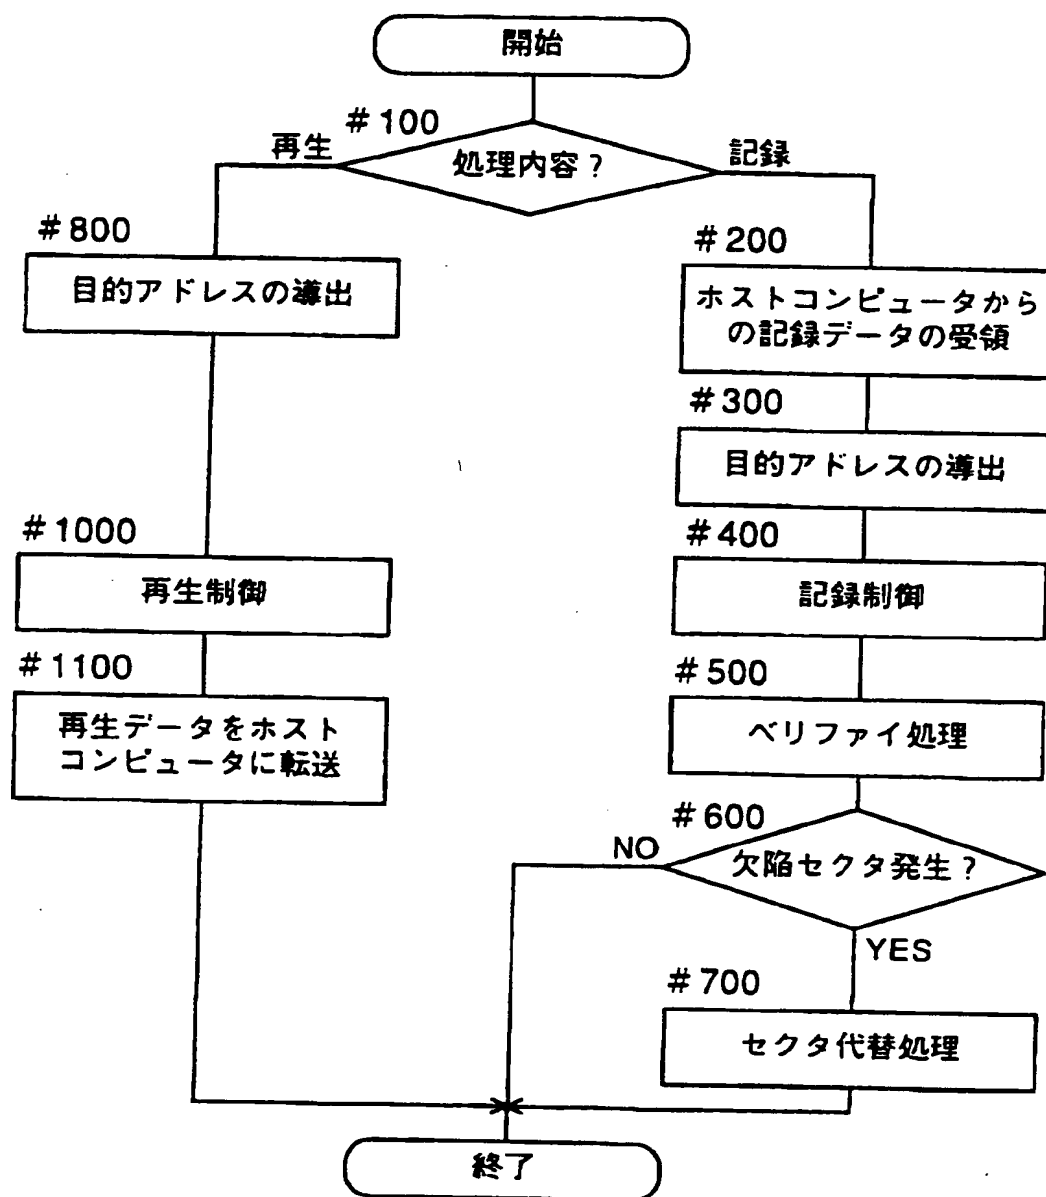 開始
#100
処理内容?
再生
記録
#800
目的アドレスの導出
#1000
再生制御
#1100
再生データをホスト
コンピュータに転送
#200
ホストコンピュータから
の記録データの受領
#300
目的アドレスの導出
#400
記録制御
#500
ベリファイ処理
#600
欠陥セクタ発生?
NO
YES
#700
セクタ代替処理
終了